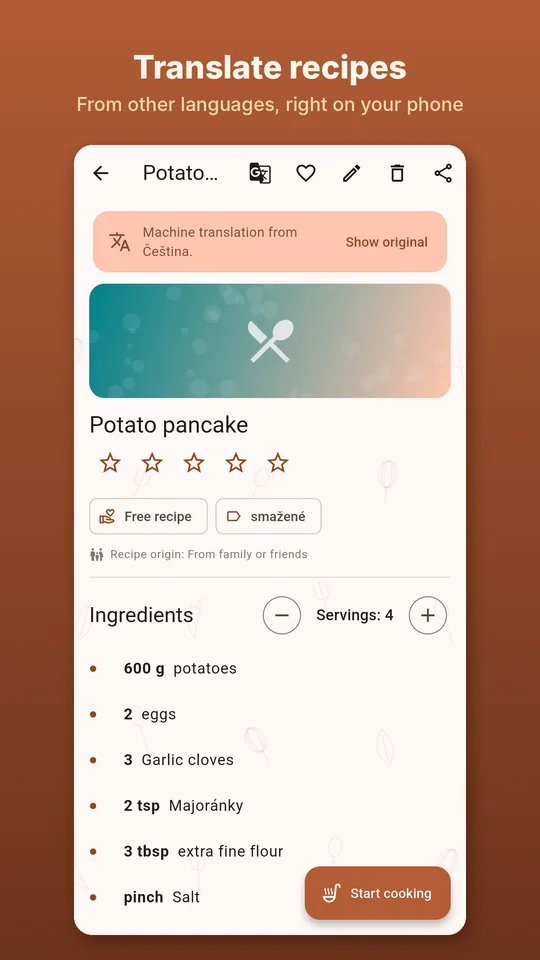 Translate recipes
From other languages, right on your phone
Potato...
Machine translation from
Čeština.
Show original
Potato pancake
Free recipe
smažené
Recipe origin: From family or friends
Ingredients
Servings: 4
600 g potatoes
2 eggs
3 Garlic cloves
2 tsp Majoránky
3 tbsp extra fine flour
pinch Salt
Start cooking